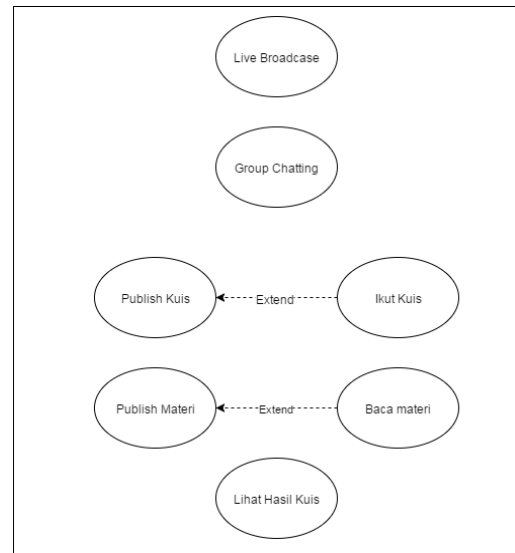 Live Broadcase
Group Chatting
Publish Kuis
Extend
Ikut Kuis
Publish Materi
Extend
Baca materi
Lihat Hasil Kuis